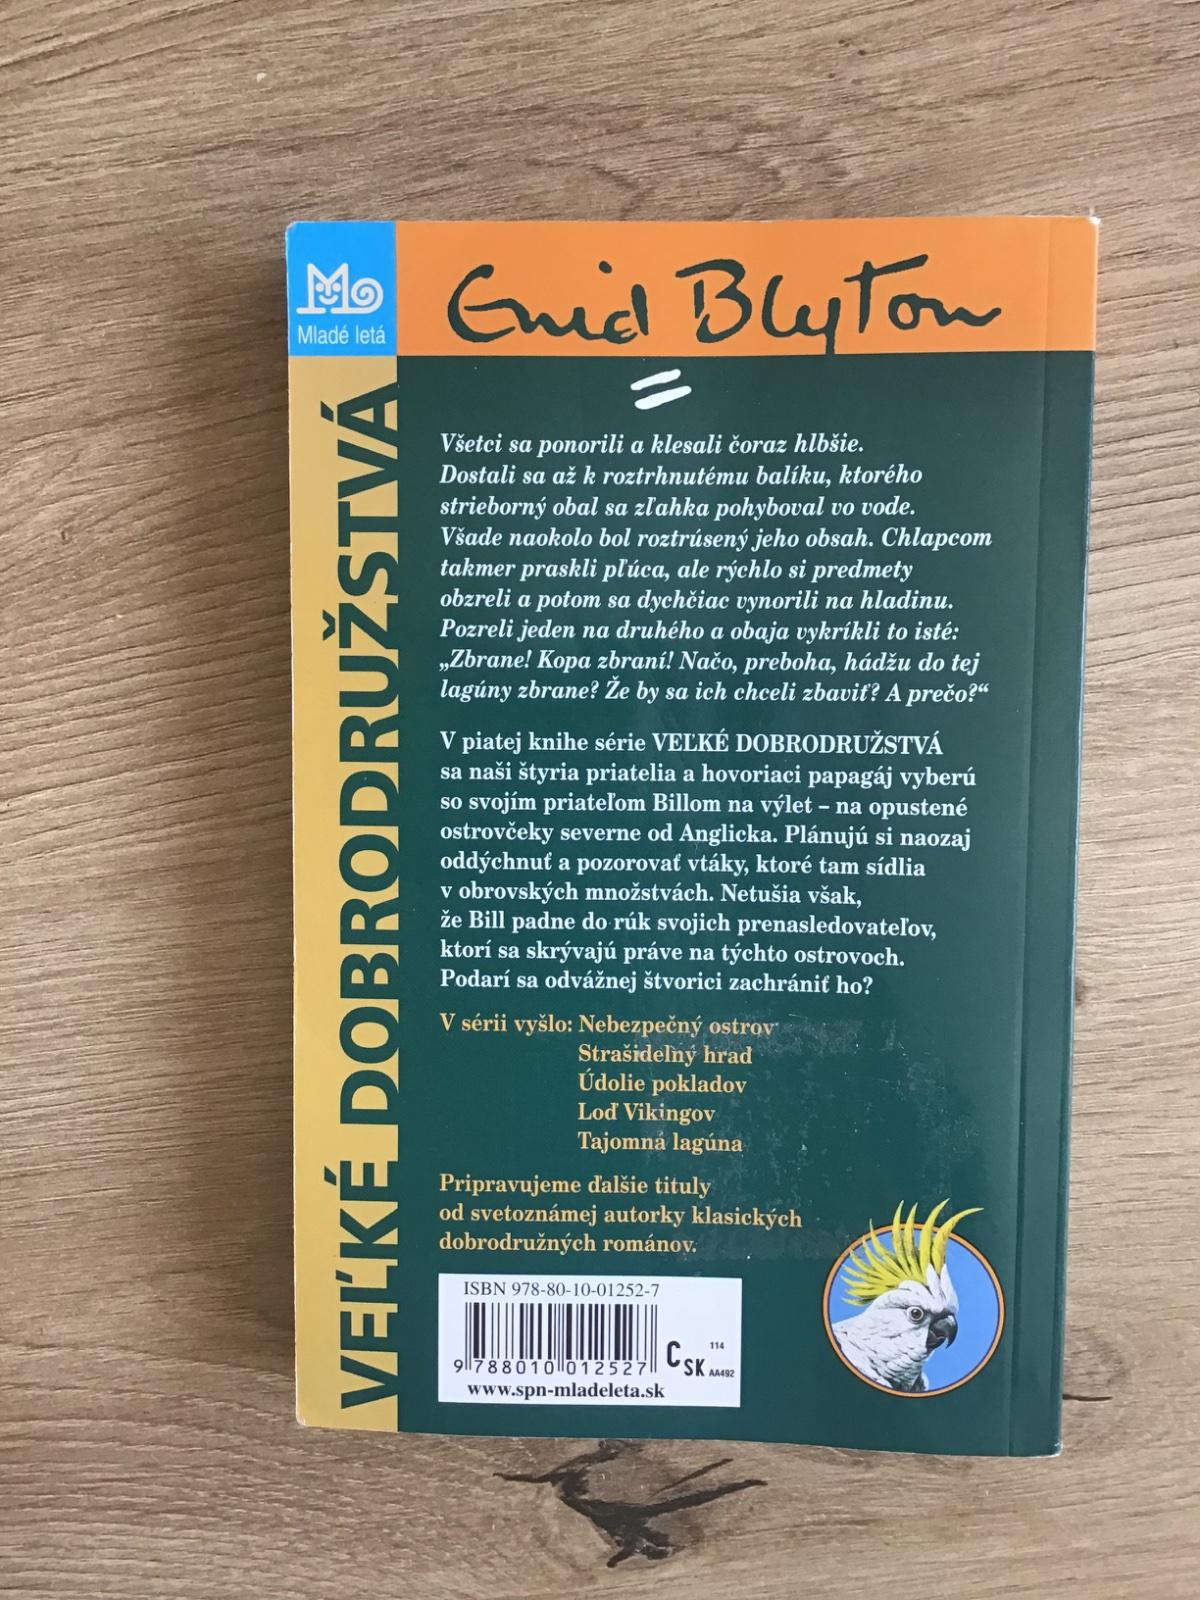 Mladé letá
Enid Blyton
VEĽKÉ DOBRODRUŽSTVÁ
Všetci sa ponorili a klesali čoraz hlbšie.
Dostali sa až k roztrhnutému balíku, ktorého
strieborný obal sa zľahka pohyboval vo vode.
Všade naokolo bol roztrúsený jeho obsah. Chlapcom
takmer praskli pľúca, ale rýchlo si predmety
obzreli a potom sa dychčiac vynorili na hladinu.
Pozreli jeden na druhého a obaja vykríkli to isté:
„Zbrane! Kopa zbraní! Načo, preboha, hádžu do tej
lagúny zbrane? Že by sa ich chceli zbaviť? A prečo?“
V piatej knihe série VEĽKÉ DOBRODRUŽSTVÁ
sa naši štyria priatelia a hovoriaci papagáj vyberú
so svojím priateľom Billom na výlet – na opustené
ostrovčeky severne od Anglicka. Plánujú si naozaj
oddýchnuť a pozorovať vtáky, ktoré tam sídlia
v obrovských množstvách. Netušia však,
že Bill padne do rúk svojich prenasledovateľov,
ktorí sa skrývajú práve na týchto ostrovoch.
Podarí sa odvážnej štvorici zachrániť ho?
V sérii vyšlo: Nebezpečný ostrov
Strašidelný hrad
Údolie pokladov
Loď Vikingov
Tajomná lagúna
Pripravujeme ďalšie tituly
od svetoznámej autorky klasických
dobrodružných románov.
ISBN 978-80-10-01252-7
9 788010 012527
C SK 114 AA492
www.spn-mladeleta.sk